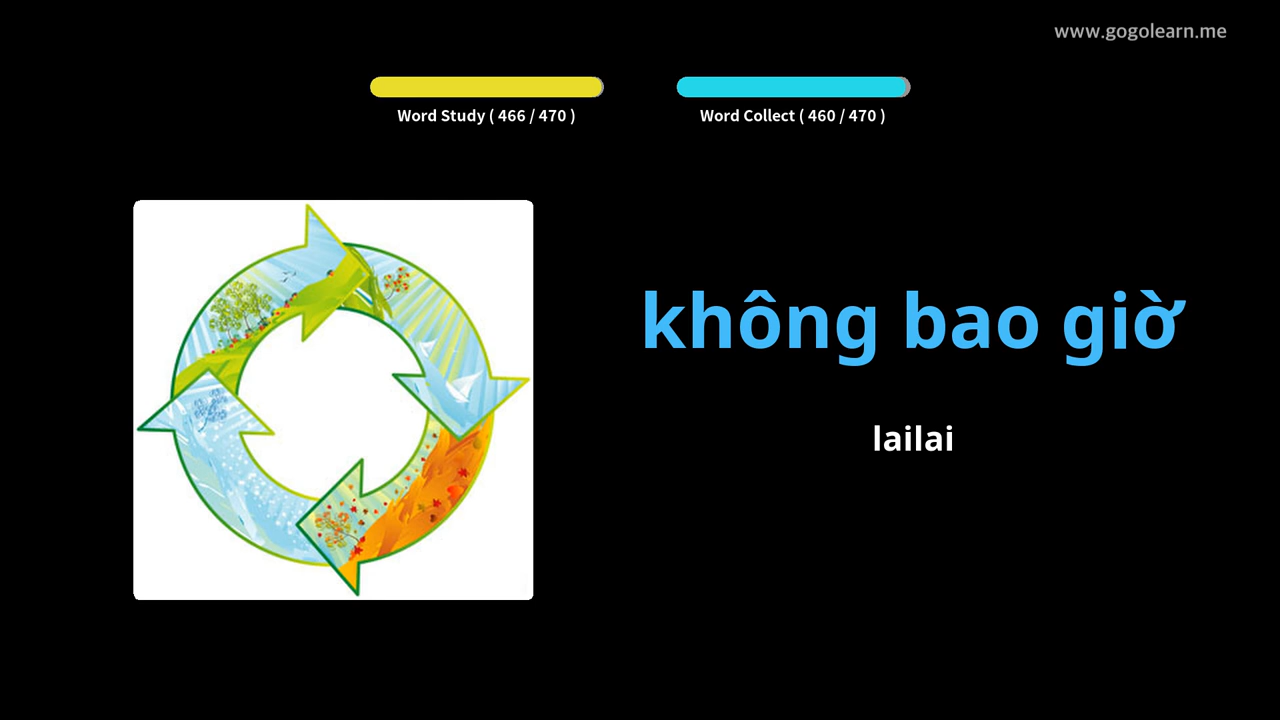 www.gogolearn.me
Word Study ( 466 / 470 )
Word Collect ( 460 / 470 )
không bao giờ
lailai